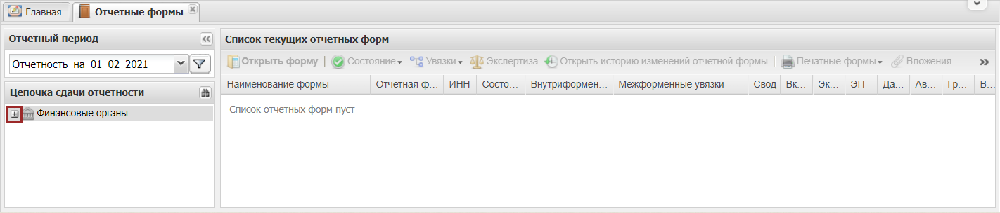 Главная
Отчетные формы
Отчетный период
Отчетность_на_01_02_2021
Цепочка сдачи отчетности
Финансовые органы
Список текущих отчетных форм
Открыть форму Состояние Увязки Экспертиза Открыть историю изменений отчетной формы Печатные формы Вложения
Наименование формы Отчетная ф... ИНН Состо... Внутриформен... Межформенные увязки Свод Вк... Эк... ЭП Да... Ав... Гр... В...
Список отчетных форм пуст